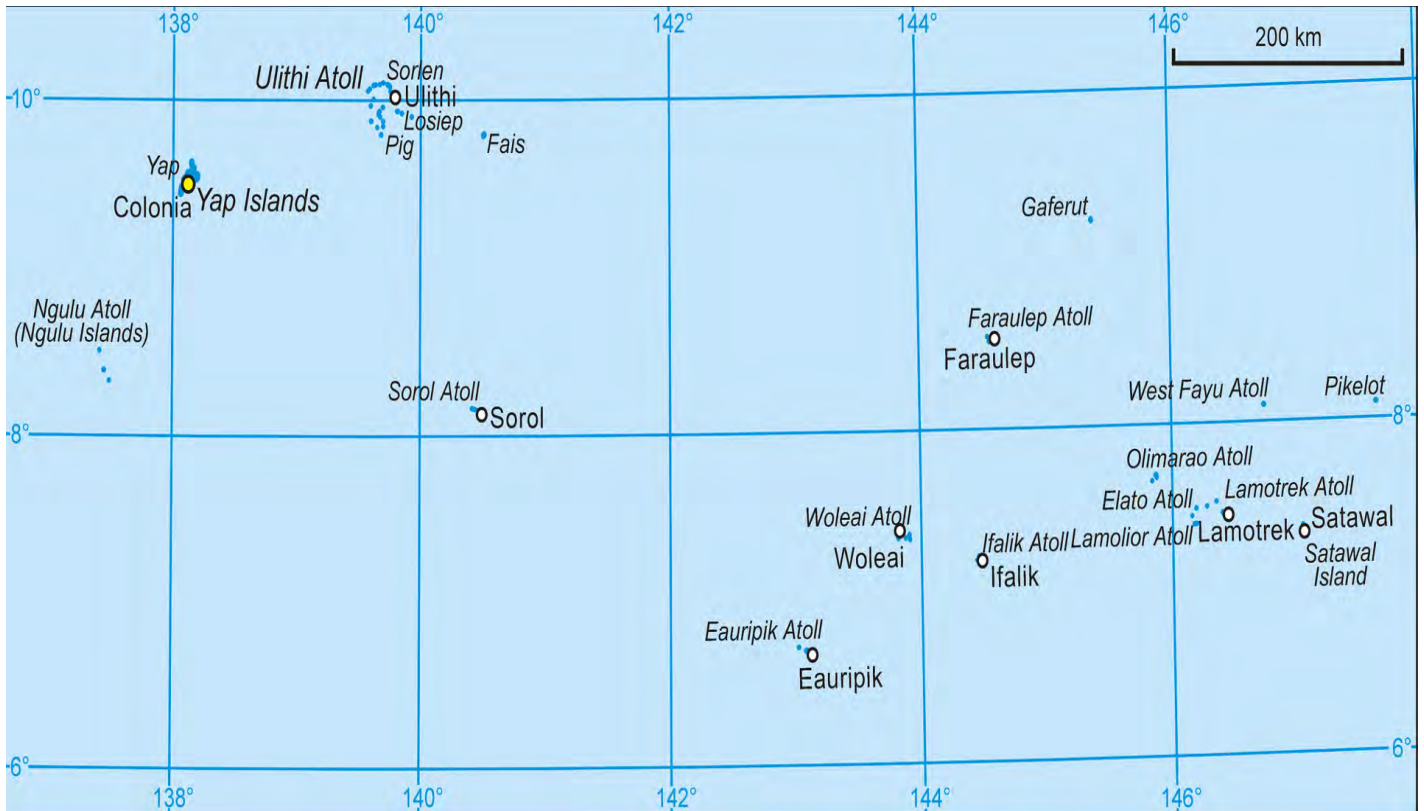 138°
140°
142°
144°
146°
200 km
Ulithi Atoll
Sorlen
10°
Ulithi
Losiep
Pig
Fais
Yap
Colonia
Yap Islands
Gaferut
Ngulu Atoll
(Ngulu Islands)
Faraulep Atoll
Faraulep
Sorol Atoll
Sorol
West Fayu Atoll
Pikelot
8°
8°
Olimarao Atoll
Elato Atoll
Lamotrek Atoll
Woleai Atoll
Woleai
Ifalik Atoll
Ifalik
Lamolior Atoll
Lamotrek
Satawal
Satawal
Island
Eauripik Atoll
Eauripik
6°
6°
138°
140°
142°
144°
146°